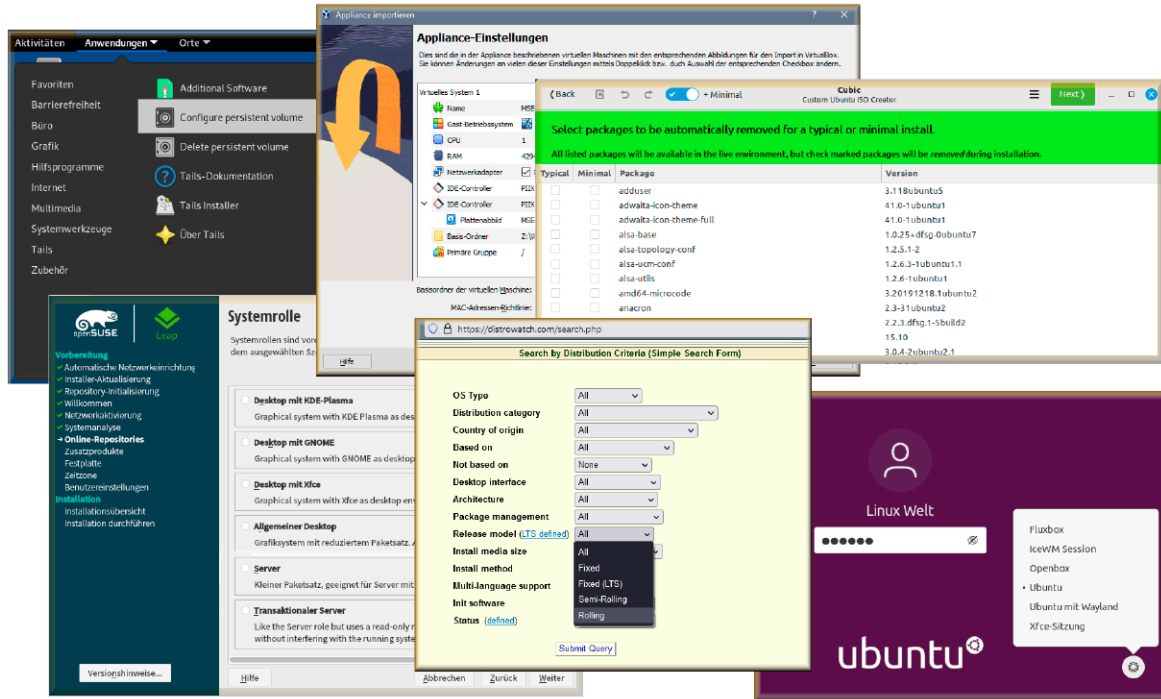 Aktivitäten Anwendungen Orte
Favoriten
Barrierefreiheit
Büro
Grafik
Hilfsprogramme
Internet
Multimedia
Systemwerkzeuge
Tails
Zubehör
Additional Software
Configure persistent volume
Delete persistent volume
Tails-Dokumentation
Tails Installer
Über Tails
Appliance importieren
Appliance-Einstellungen
Dies sind die in der Appliance beschriebenen virtuellen Maschinen mit den entsprechenden Abbildungen für den Import in VirtualBox.
Sie können Änderungen an vielen dieser Einstellungen mittels Doppelklick bzw. duch Auswahl der entsprechenden Checkbox ändern.
Virtuelles System 1
Name
Gast-Betriebssystem
CPU 1
RAM
Netzwerkadapter
IDE-Controller PIIX
IDE-Controller PIIX
Plattenabbild
Basis-Ordner
Primäre Gruppe /
Basisordner der virtuellen Maschine:
MAC-Adressen-Richtlinie:
Hilfe
(Back + Minimal
Cubic
Custom Ubuntu ISO Creator
Next)
Select packages to be automatically removed for a typical or minimal install.
All listed packages will be available in the live environment, but check marked packages will be removed during installation.
Typical Minimal Package Version
adduser 3.118ubuntu5
adwaita-icon-theme 41.0-1ubuntu1
adwaita-icon-theme-full 41.0-1ubuntu1
alsa-base 1.0.25+dfsg-0ubuntu7
alsa-topology-conf 1.2.5.1-2
alsa-ucm-conf 1.2.6.3-1ubuntu1.1
alsa-utils 1.2.6-1ubuntu1
amd64-microcode 3.20191218.1ubuntu2
anacron 2.3-31ubuntu2
2.2.3.dfsg.1-5build2
15.10
3.0.4-2ubuntu2.1
openSUSE Leap
Vorbereitung
Automatische Netzwerkeinrichtung
Installer-Aktualisierung
Repository-Initialisierung
Willkommen
Netzwerkaktivierung
Systemanalyse
Online-Repositories
Zusatzprodukte
Festplatte
Zeitzone
Benutzereinstellungen
Installation
Installationsübersicht
Installation durchführen
Versionshinweise...
Systemrolle
Systemrollen sind
dem ausgewählten
Desktop mit KDE-Plasma
Graphical system with KDE Plasma as
Desktop mit GNOME
Graphical system with GNOME as desktop
Desktop mit Xfce
Graphical system with Xfce as desktop
Allgemeiner Desktop
Grafiksystem mit reduziertem Paketsatz.
Server
Kleiner Paketsatz, geeignet für Server mit
Transaktionaler Server
Like the Server role but uses a read-only
without interfering with the running
Hilfe Abbrechen Zurück Weiter
https://distrowatch.com/search.php
Search by Distribution Criteria (Simple Search Form)
OS Type All
Distribution category All
Country of origin All
Based on All
Not based on None
Desktop interface All
Architecture All
Package management All
Release model (LTS defined) All
Install media size
Install method
Multi-language support
Init software
Status (defined)
All
Fixed
Fixed (LTS)
Semi-Rolling
Rolling
Submit Query
Linux Welt
Fluxbox
IceWM Session
Openbox
Ubuntu
Ubuntu mit Wayland
Xfce-Sitzung
ubuntu